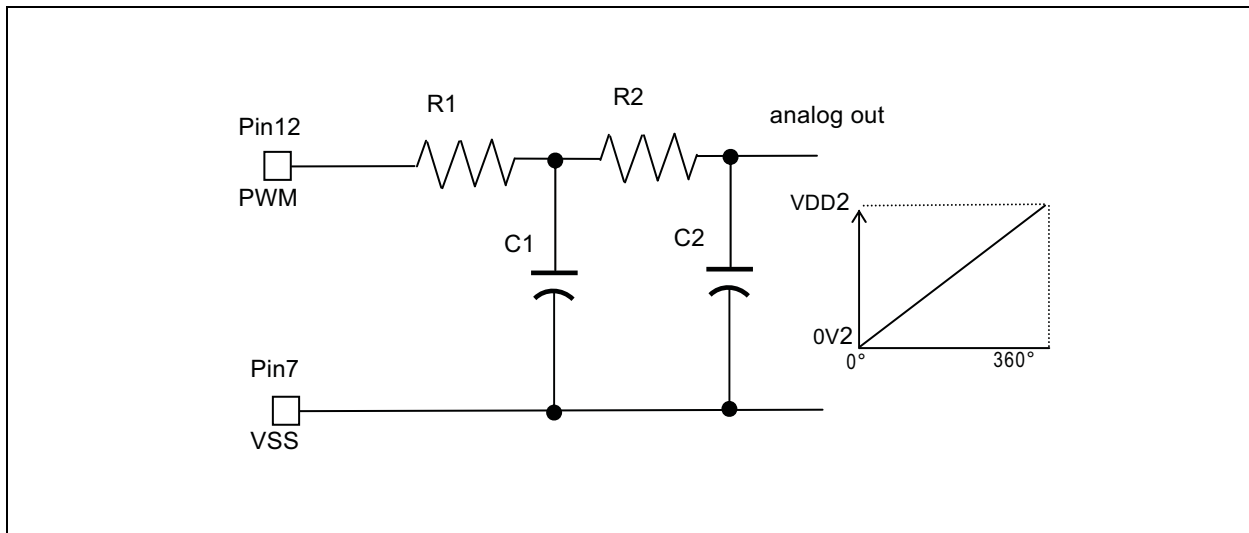 R1
R2
analog out
Pin12
PWM
VDD2
C1
C2
0V2
0°
360°
Pin7
VSS